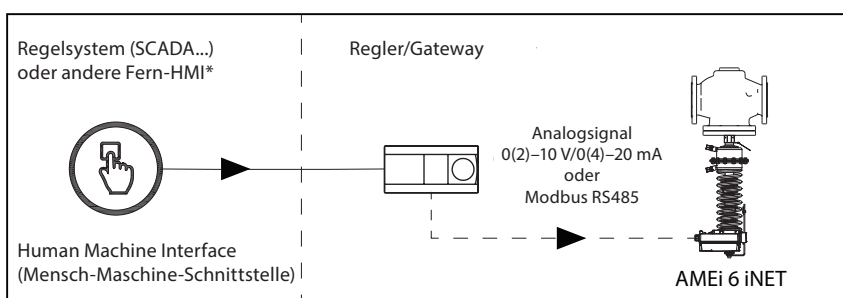 Regelsystem (SCADA...)
oder andere Fern-HMI*
Human Machine Interface
(Mensch-Maschine-Schnittstelle)
Regler/Gateway
Analogsignal
0(2)–10 V/0(4)–20 mA
oder
Modbus RS485
AMEi 6 iNET